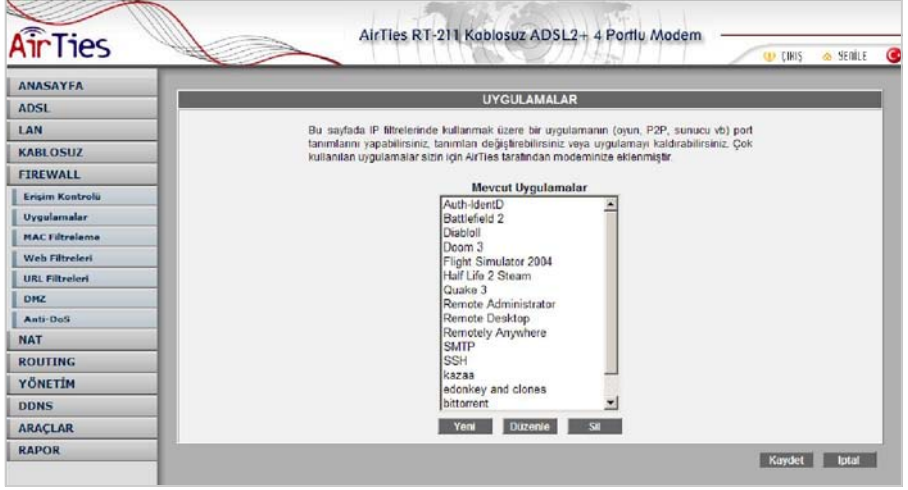 AirTies
AirTies RT-211 Kablosuz ADSL2+ 4 Portlu Modem
ÇIKIŞ
YENİLE
ANASAYFA
ADSL
LAN
KABLOSUZ
FIREWALL
Erişim Kontrolü
Uygulamalar
MAC Filtreleme
Web Filtreleri
URL Filtreleri
DMZ
Anti-DoS
NAT
ROUTING
YÖNETİM
DDNS
ARAÇLAR
RAPOR
UYGULAMALAR
Bu sayfada IP filtrelerinde kullanmak üzere bir uygulamanın (oyun, P2P, sunucu vb) port
tanımlarını yapabilirsiniz, tanımları değiştirebilirsiniz veya uygulamayı kaldırabilirsiniz. Çok
kullanılan uygulamalar sizin için AirTies tarafından modeminize eklenmiştir.
Mevcut Uygulamalar
Auth-IdentD
Battlefield 2
DiabloII
Doom 3
Flight Simulator 2004
Half Life 2 Steam
Quake 3
Remote Administrator
Remote Desktop
Remotely Anywhere
SMTP
SSH
kazaa
edonkey and clones
bittorrent
Yeni Düzenle Sil
Kaydet İptal